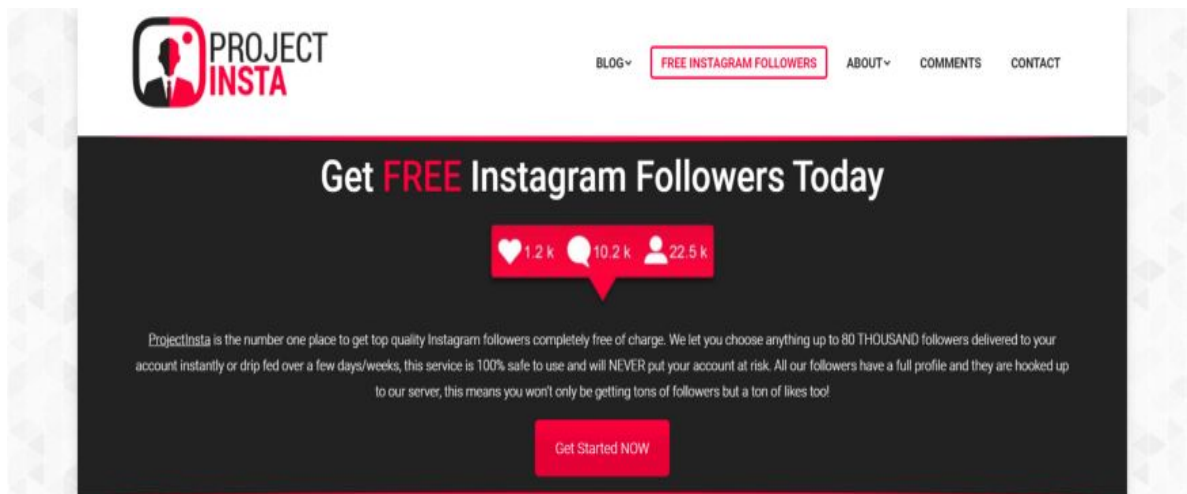 PROJECT
INSTA
BLOG FREE INSTAGRAM FOLLOWERS ABOUT COMMENTS CONTACT
Get FREE Instagram Followers Today
1.2 k 10.2 k 22.5 k
ProjectInsta is the number one place to get top quality Instagram followers completely free of charge. We let you choose anything up to 80 THOUSAND followers delivered to your
account instantly or drip fed over a few days/weeks, this service is 100% safe to use and will NEVER put your account at risk. All our followers have a full profile and they are hooked up
to our server, this means you won't only be getting tons of followers but a ton of likes too!
Get Started NOW